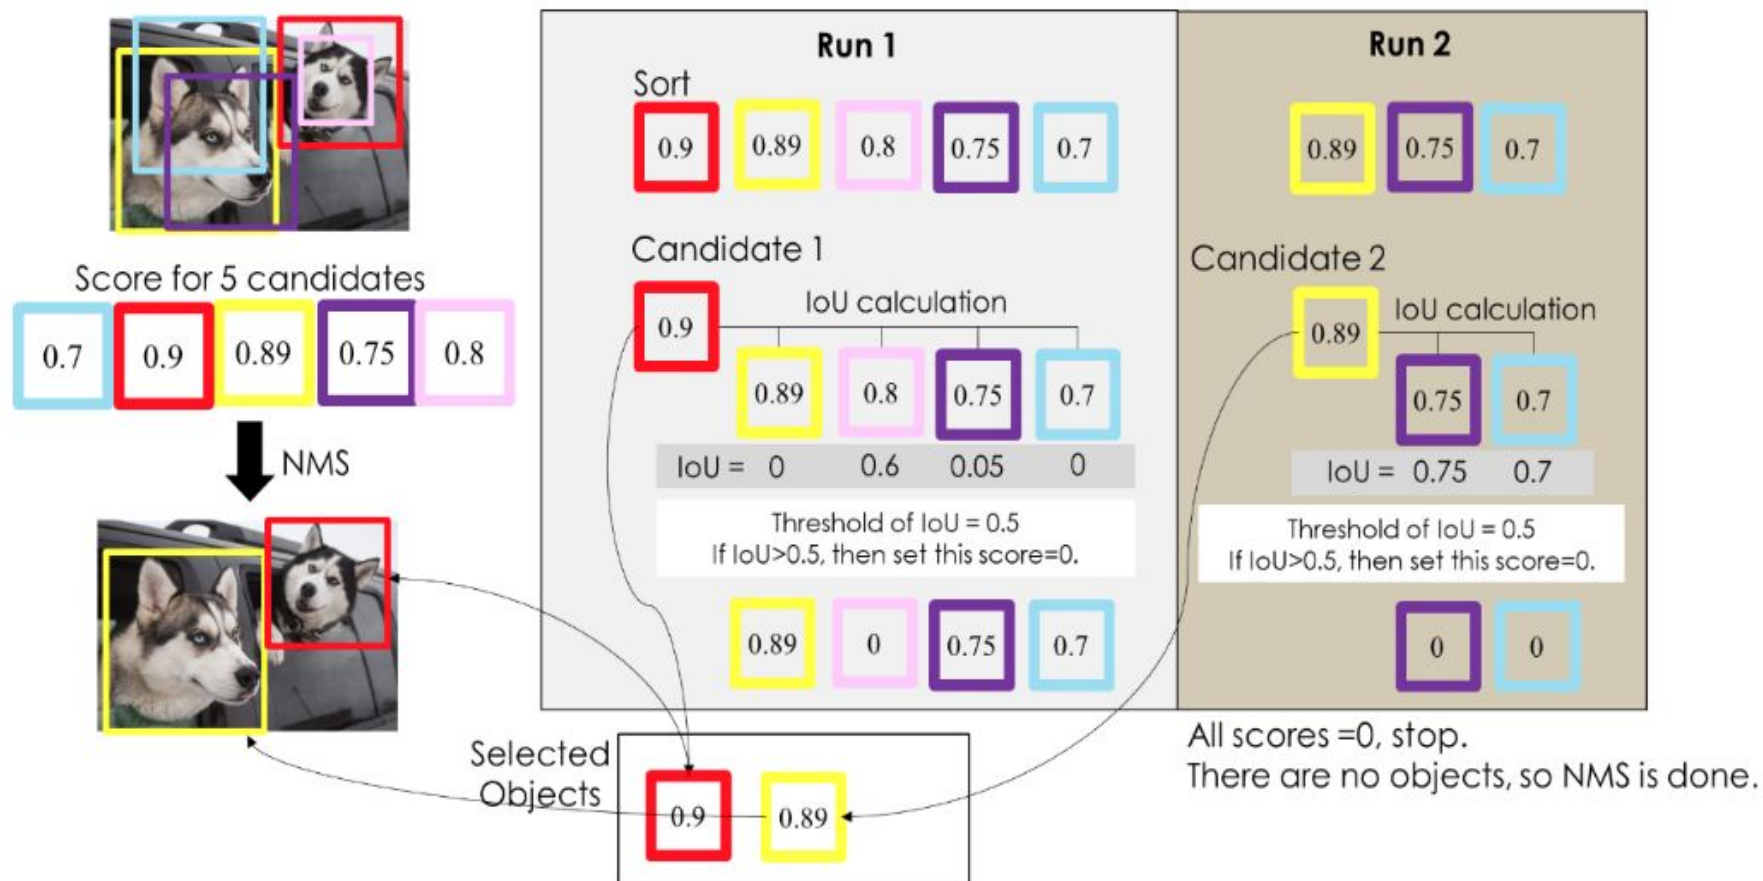 Score for 5 candidates
0.7 0.9 0.89 0.75 0.8
NMS
Run 1
Sort
0.9 0.89 0.8 0.75 0.7
Candidate 1
0.9
IoU calculation
0.89 0.8 0.75 0.7
IoU = 0 0.6 0.05 0
Threshold of IoU = 0.5
If IoU>0.5, then set this score=0.
0.89 0 0.75 0.7
Run 2
0.89 0.75 0.7
Candidate 2
0.89
IoU calculation
0.75 0.7
IoU = 0.75 0.7
Threshold of IoU = 0.5
If IoU>0.5, then set this score=0.
0 0
All scores =0, stop.
There are no objects, so NMS is done.
Selected
Objects
0.9 0.89